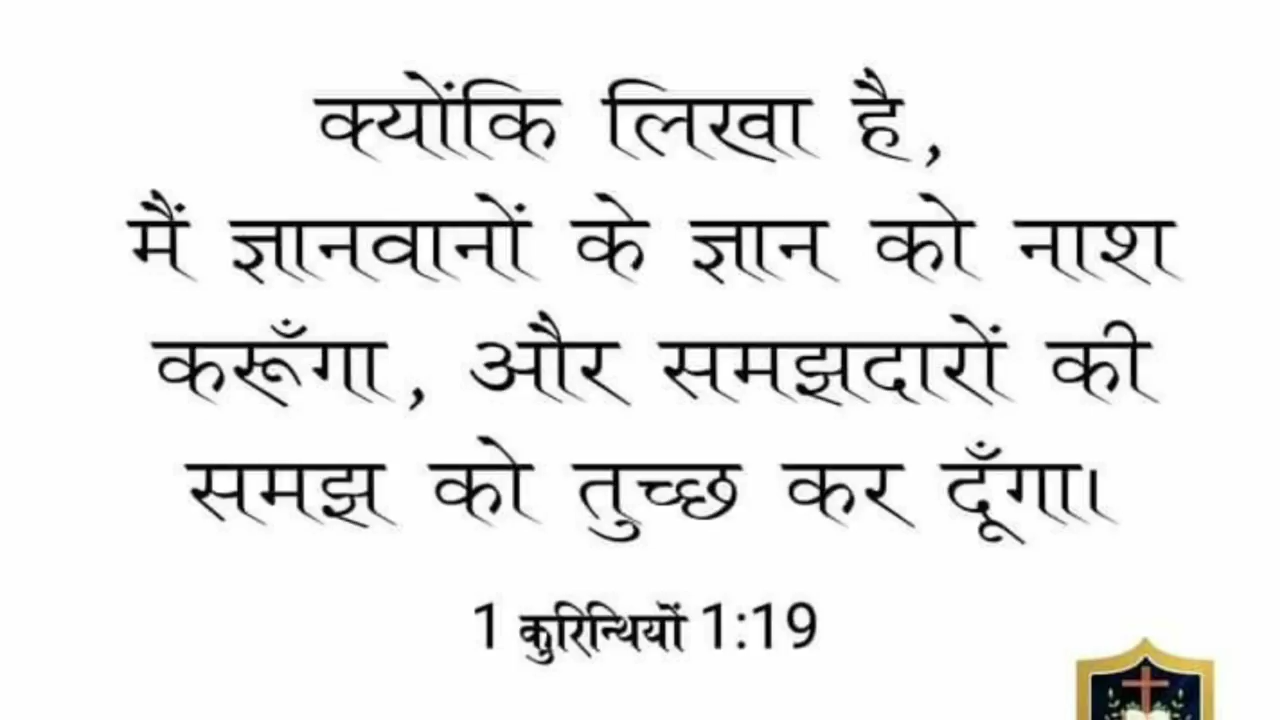 क्योंकि लिखा है,
मैं ज्ञानवानों के ज्ञान को नाश
करूँगा, और समझदारों की
समझ को तुच्छ कर दूँगा।
1 कुरिन्थियों 1:19